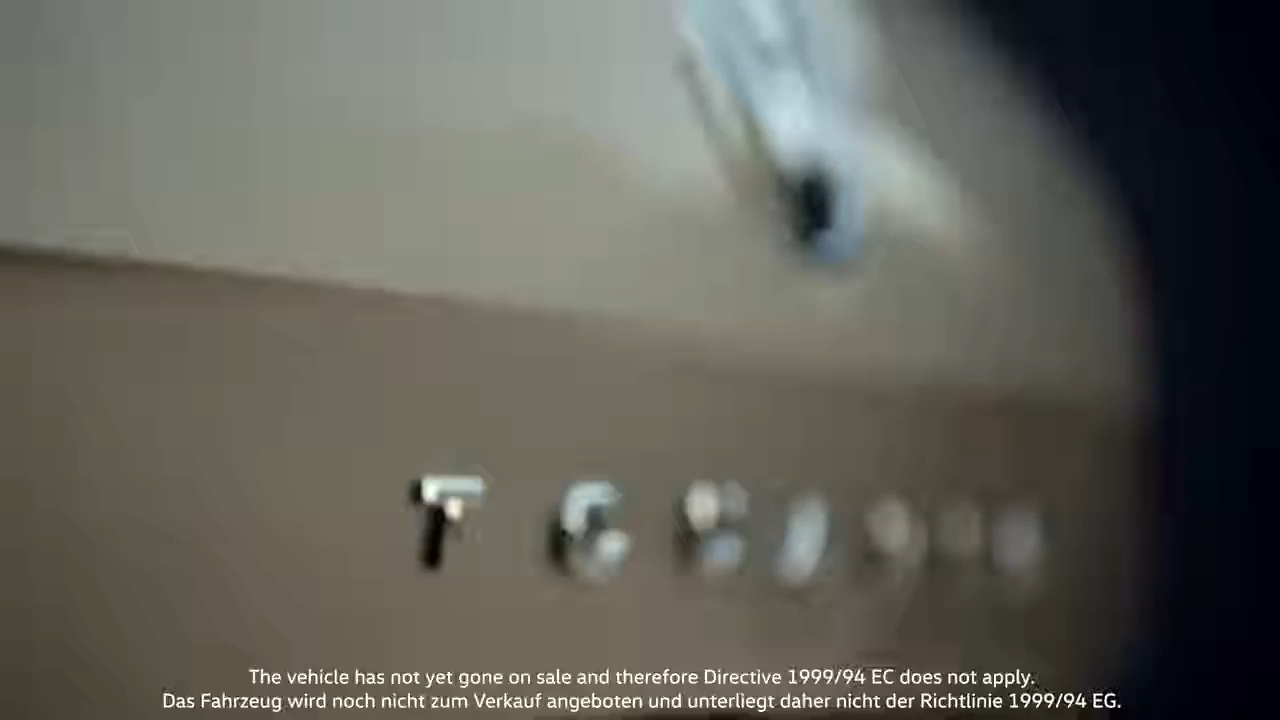 The vehicle has not yet gone on sale and therefore Directive 1999/94 EC does not apply.
Das Fahrzeug wird noch nicht zum Verkauf angeboten und unterliegt daher nicht der Richtlinie 1999/94 EG.